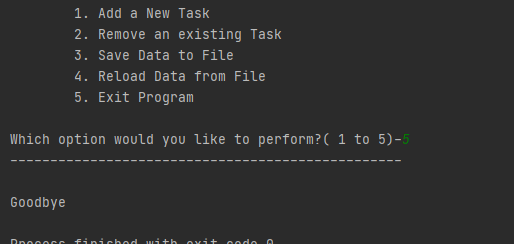 1. Add a New Task
2. Remove an existing Task
3. Save Data to File
4. Reload Data from File
5. Exit Program
Which option would you like to perform?( 1 to 5)-5
-------------------------------------------------
Goodbye
Process finished with exit code 0